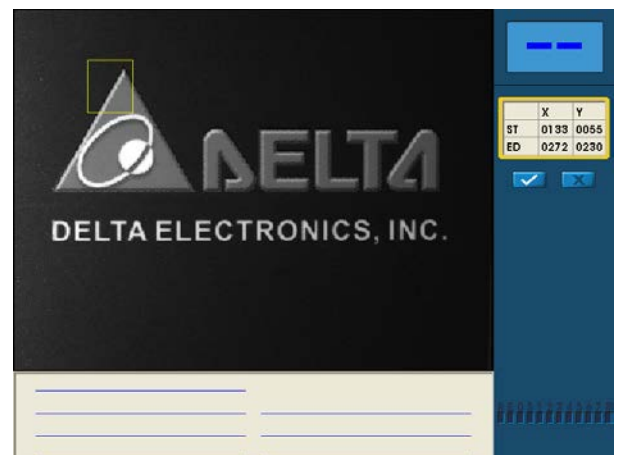 DELTA
DELTA ELECTRONICS, INC.
--
X Y
ST 0133 0055
ED 0272 0230